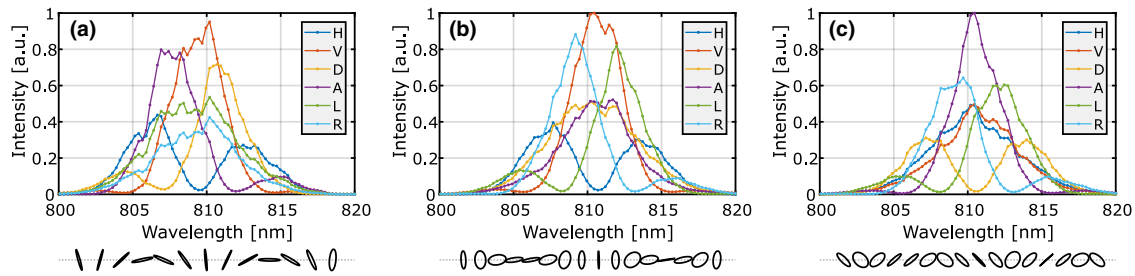 (a)
Intensity [a.u.]
1
0.8
0.6
0.4
0.2
0
800
805
810
815
820
Wavelength [nm]
H
V
D
A
L
R
(b)
Intensity [a.u.]
1
0.8
0.6
0.4
0.2
0
800
805
810
815
820
Wavelength [nm]
H
V
D
A
L
R
(c)
Intensity [a.u.]
1
0.8
0.6
0.4
0.2
0
800
805
810
815
820
Wavelength [nm]
H
V
D
A
L
R